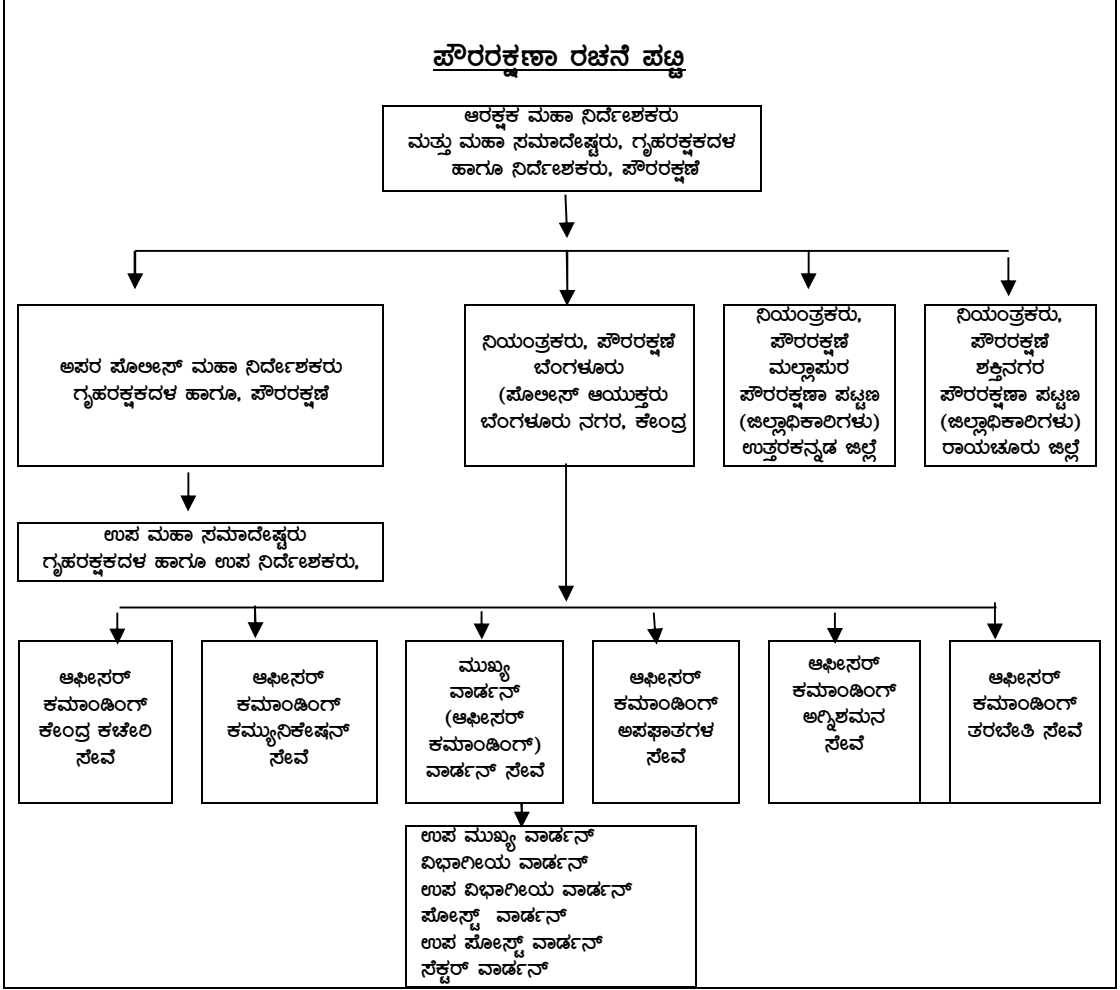 ಪೌರರಕ್ಷಣಾ ರಚನೆ ಪಟ್ಟಿ
ಆರಕ್ಷಕ ಮಹಾ ನಿರ್ದೇಶಕರು
ಮತ್ತು ಮಹಾ ಸಮಾದೇಷ್ಟರು, ಗೃಹರಕ್ಷಕದಳ
ಹಾಗೂ ನಿರ್ದೇಶಕರು, ಪೌರರಕ್ಷಣೆ
ಅಪರ ಪೊಲೀಸ್ ಮಹಾ ನಿರ್ದೇಶಕರು
ಗೃಹರಕ್ಷಕದಳ ಹಾಗೂ, ಪೌರರಕ್ಷಣೆ
ನಿಯಂತ್ರಕರು, ಪೌರರಕ್ಷಣೆ
ಬೆಂಗಳೂರು
(ಪೊಲೀಸ್ ಆಯುಕ್ತರು
ಬೆಂಗಳೂರು ನಗರ, ಕೇಂದ್ರ
ನಿಯಂತ್ರಕರು,
ಪೌರರಕ್ಷಣೆ
ಮಲ್ಲಾಪುರ
ಪೌರರಕ್ಷಣಾ ಪಟ್ಟಣ
(ಜಿಲ್ಲಾಧಿಕಾರಿಗಳು)
ಉತ್ತರಕನ್ನಡ ಜಿಲ್ಲೆ
ನಿಯಂತ್ರಕರು,
ಪೌರರಕ್ಷಣೆ
ಶಕ್ತಿನಗರ
ಪೌರರಕ್ಷಣಾ ಪಟ್ಟಣ
(ಜಿಲ್ಲಾಧಿಕಾರಿಗಳು)
ರಾಯಚೂರು ಜಿಲ್ಲೆ
ಉಪ ಮಹಾ ಸಮಾದೇಷ್ಟರು
ಗೃಹರಕ್ಷಕದಳ ಹಾಗೂ ಉಪ ನಿರ್ದೇಶಕರು,
ಆಫೀಸರ್
ಕಮಾಂಡಿಂಗ್
ಕೇಂದ್ರ ಕಚೇರಿ
ಸೇವೆ
ಆಫೀಸರ್
ಕಮಾಂಡಿಂಗ್
ಕಮ್ಯುನಿಕೇಷನ್
ಸೇವೆ
ಮುಖ್ಯ
ವಾರ್ಡನ್
(ಆಫೀಸರ್
ಕಮಾಂಡಿಂಗ್)
ವಾರ್ಡನ್ ಸೇವೆ
ಆಫೀಸರ್
ಕಮಾಂಡಿಂಗ್
ಅಪಘಾತಗಳ
ಸೇವೆ
ಆಫೀಸರ್
ಕಮಾಂಡಿಂಗ್
ಅಗ್ನಿಶಮನ
ಸೇವೆ
ಆಫೀಸರ್
ಕಮಾಂಡಿಂಗ್
ತರಬೇತಿ ಸೇವೆ
ಉಪ ಮುಖ್ಯ ವಾರ್ಡನ್
ವಿಭಾಗೀಯ ವಾರ್ಡನ್
ಉಪ ವಿಭಾಗೀಯ ವಾರ್ಡನ್
ಪೋಸ್ಟ್ ವಾರ್ಡನ್
ಉಪ ಪೋಸ್ಟ್ ವಾರ್ಡನ್
ಸೆಕ್ಟರ್ ವಾರ್ಡನ್